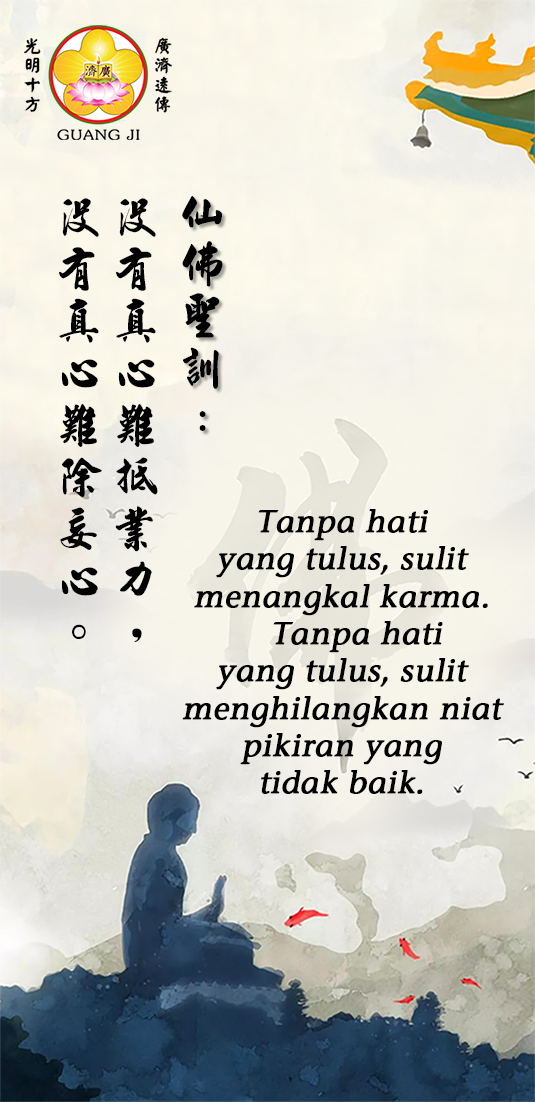 光明十方
廣濟遠傳
廣濟
GUANG JI
仙佛聖訓：
沒有真心難抵業力，
沒有真心難除妄心。
佛
Tanpa hati
yang tulus, sulit
menangkal karma.
Tanpa hati
yang tulus, sulit
menghilangkan niat
pikiran yang
tidak baik.